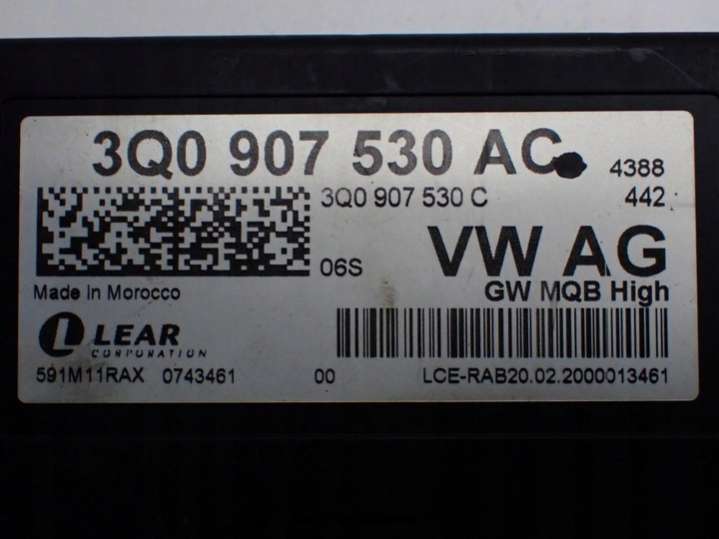 3Q0 907 530 AC 4388
3Q0 907 530 C 442
06S VW AG
Made In Morocco GW MQB High
LEAR
CORPORATION
591M11RAX 0743461 00 LCE-RAB20.02.2000013461